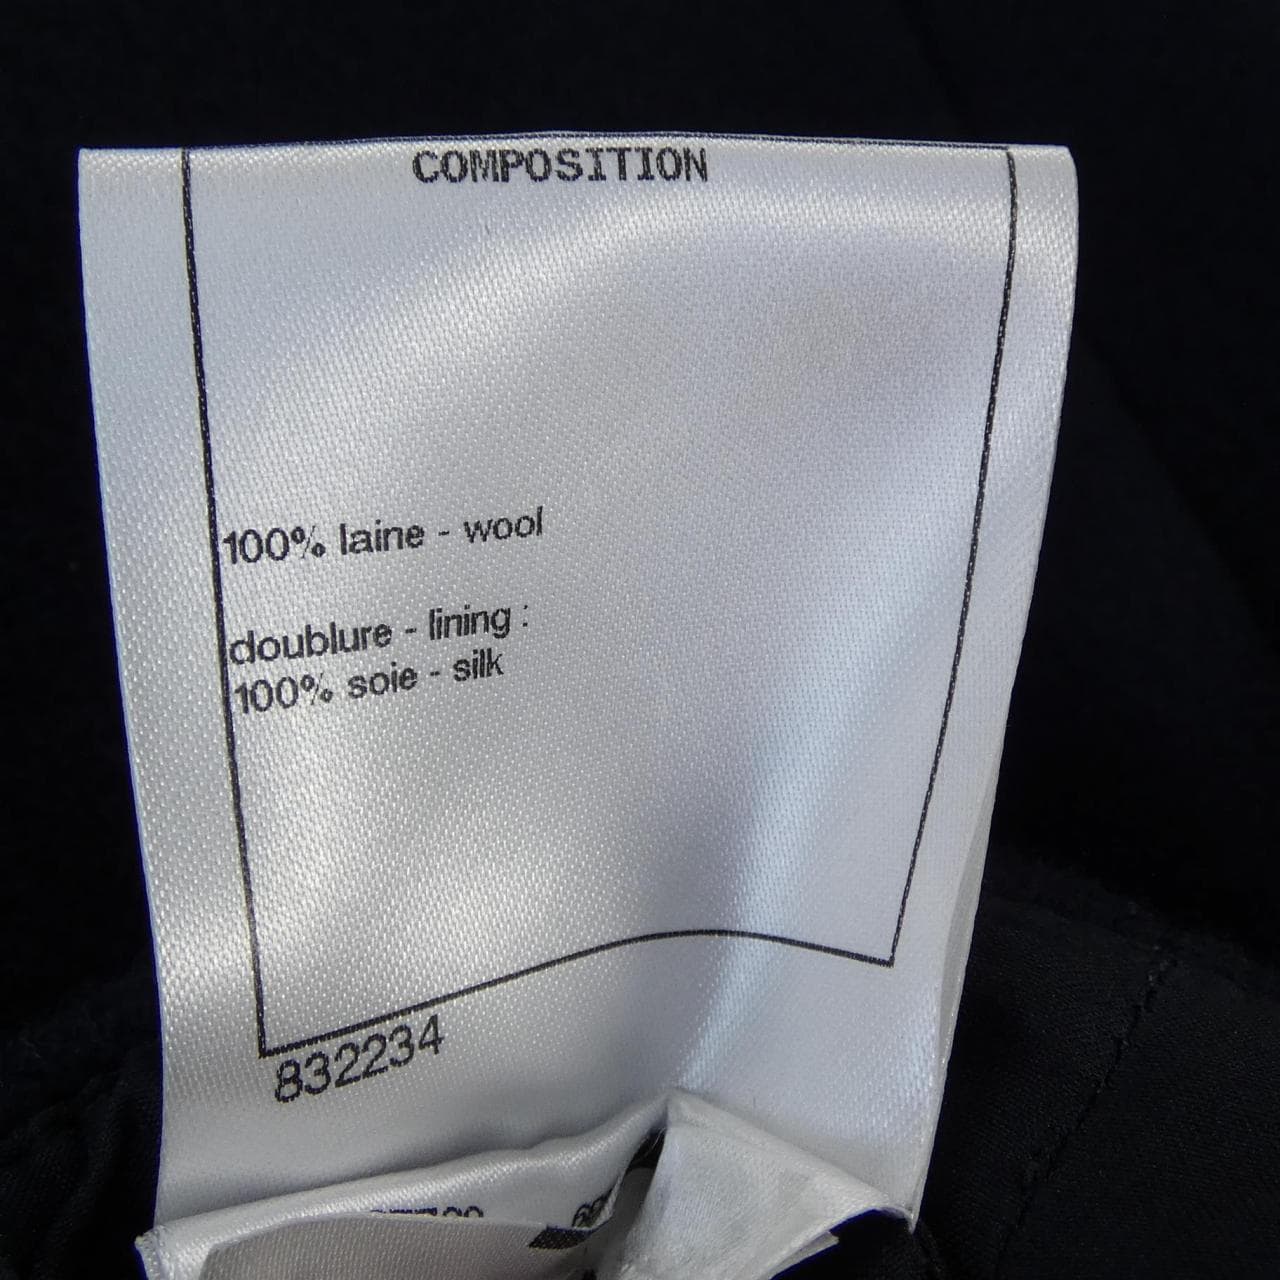 COMPOSITION
100% laine - wool
doublure - lining :
100% soie - silk
832234